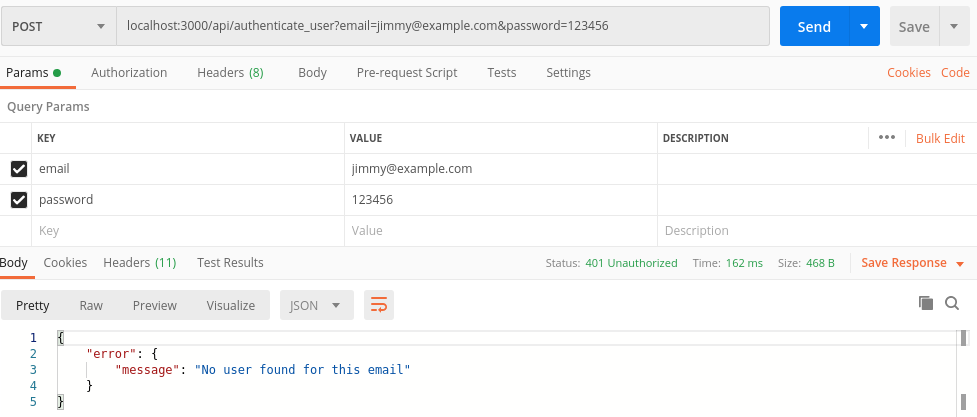 POST localhost:3000/api/authenticate_user?email=jimmy@example.com&password=123456 Send Save
Params Authorization Headers (8) Body Pre-request Script Tests Settings Cookies Code
Query Params
KEY VALUE DESCRIPTION ••• Bulk Edit
email jimmy@example.com
password 123456
Key Value Description
Body Cookies Headers (11) Test Results Status: 401 Unauthorized Time: 162 ms Size: 468 B Save Response
Pretty Raw Preview Visualize JSON
1 {
2 "error": {
3 "message": "No user found for this email"
4 }
5 }